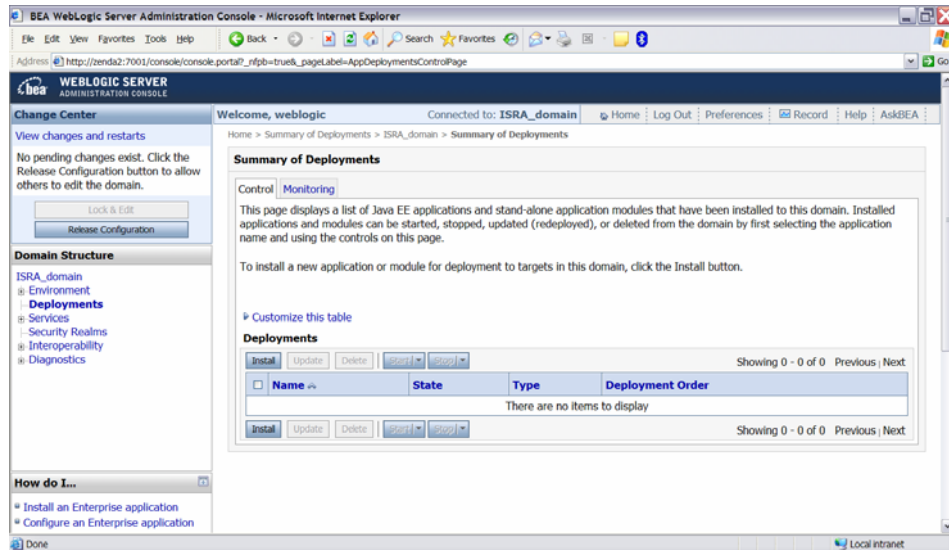 BEA WebLogic Server Administration Console - Microsoft Internet Explorer
File Edit View Favorites Tools Help
Back Search Favorites
Address http://zenda2:7001/console/console.portal?_nfpb=true&_pageLabel=AppDeploymentsControlPage Go
bea WEBLOGIC SERVER
ADMINISTRATION CONSOLE
Change Center
View changes and restarts
No pending changes exist. Click the
Release Configuration button to allow
others to edit the domain.
Lock & Edit
Release Configuration
Domain Structure
ISRA_domain
Environment
Deployments
Services
Security Realms
Interoperability
Diagnostics
How do I...
Install an Enterprise application
Configure an Enterprise application
Welcome, weblogic Connected to: ISRA_domain Home Log Out Preferences Record Help AskBEA
Home > Summary of Deployments > ISRA_domain > Summary of Deployments
Summary of Deployments
Control Monitoring
This page displays a list of Java EE applications and stand-alone application modules that have been installed to this domain. Installed
applications and modules can be started, stopped, updated (redeployed), or deleted from the domain by first selecting the application
name and using the controls on this page.
To install a new application or module for deployment to targets in this domain, click the Install button.
Customize this table
Deployments
Install Update Delete Start Stop Showing 0 - 0 of 0 Previous | Next
Name State Type Deployment Order
There are no items to display
Install Update Delete Start Stop Showing 0 - 0 of 0 Previous | Next
Done Local intranet